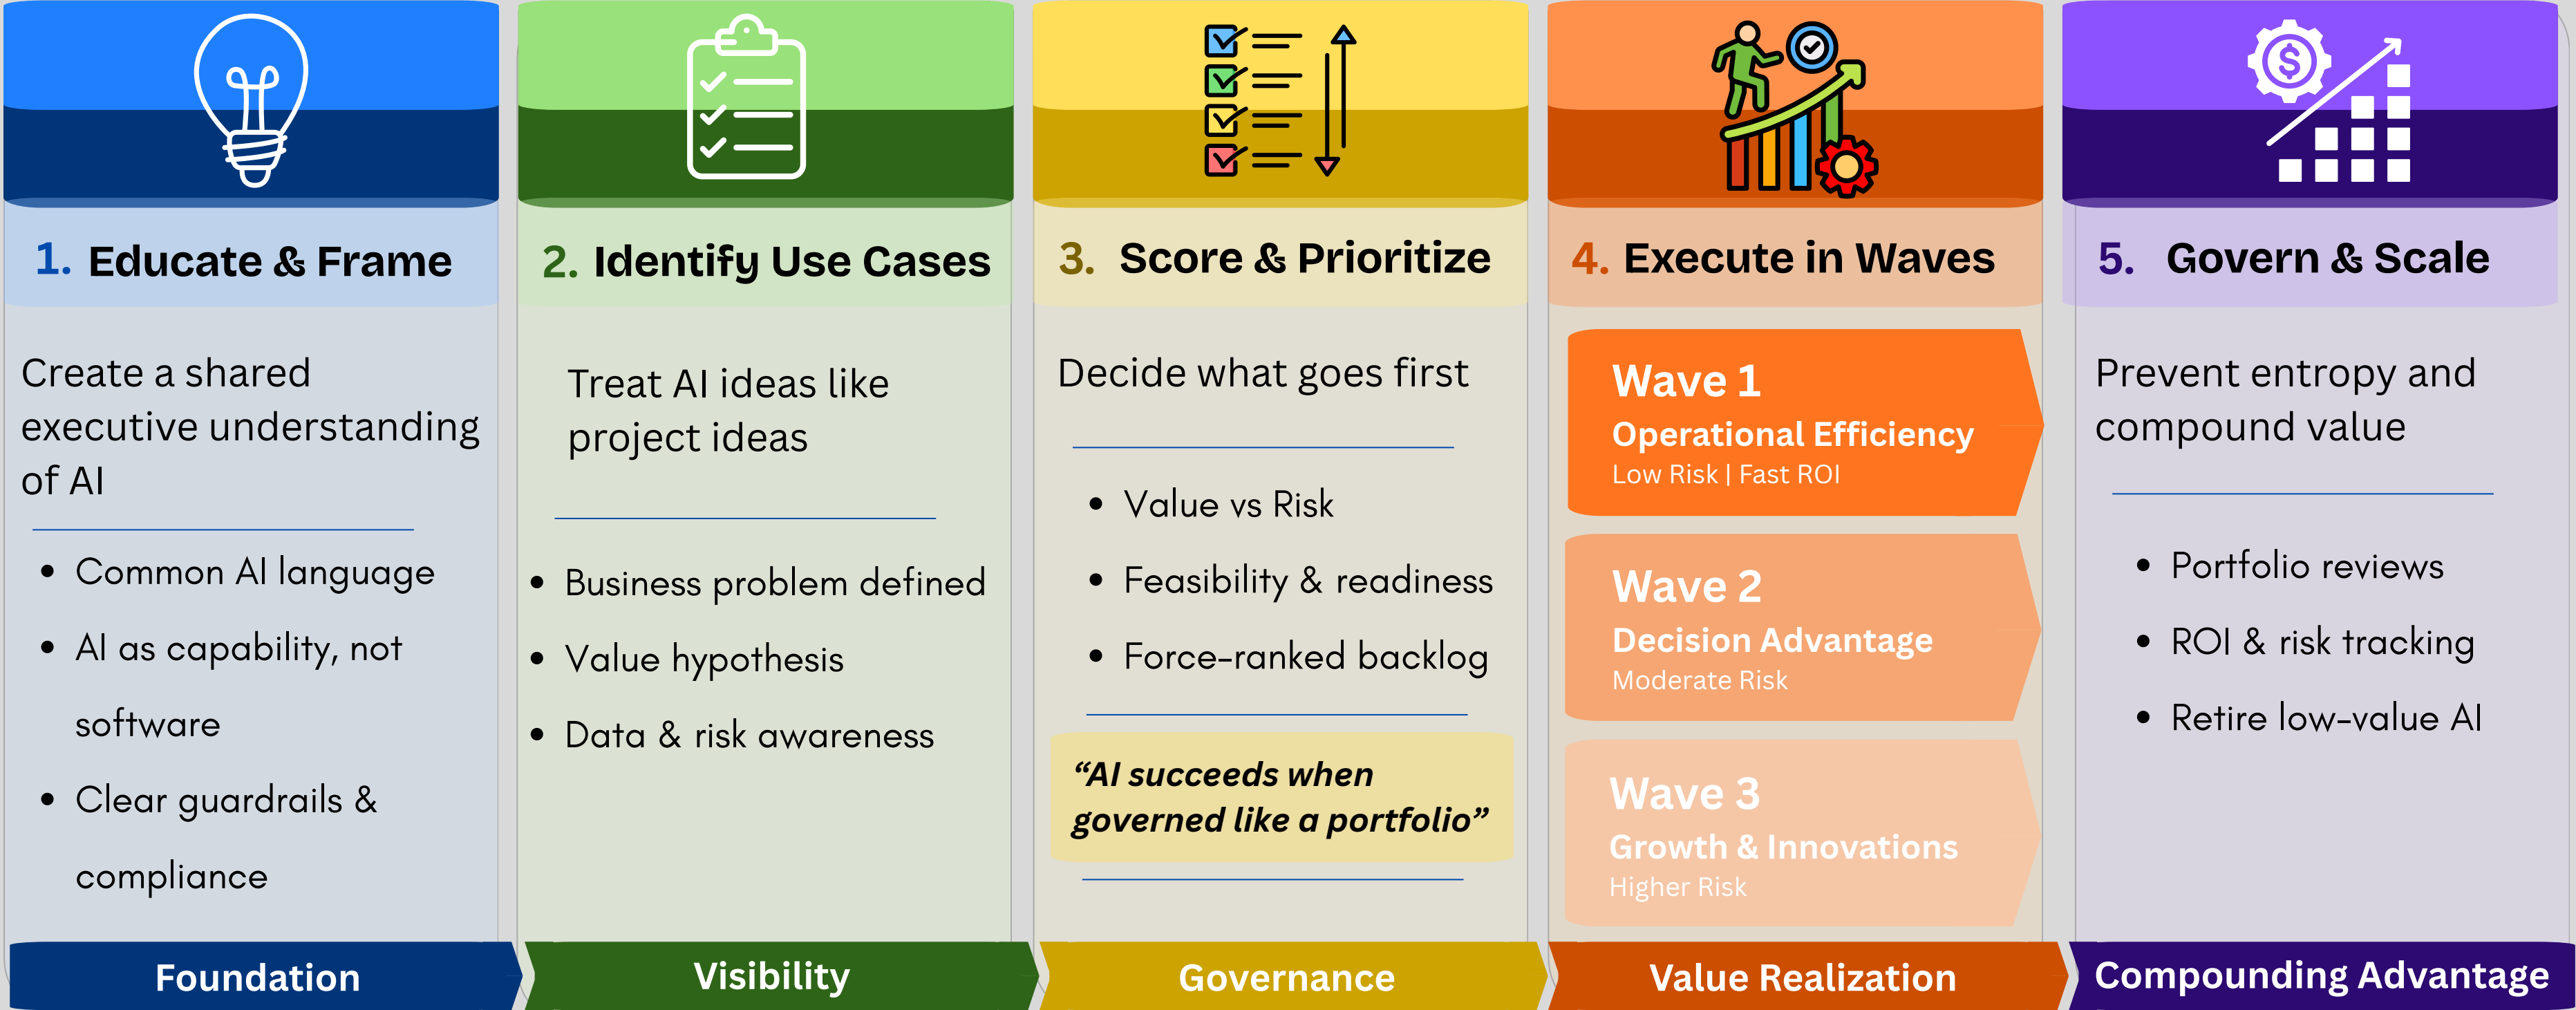 1. Educate & Frame
Create a shared
executive understanding
of AI
• Common AI language
• AI as capability, not
software
• Clear guardrails &
compliance
Foundation
2. Identify Use Cases
Treat AI ideas like
project ideas
• Business problem defined
• Value hypothesis
• Data & risk awareness
Visibility
3. Score & Prioritize
Decide what goes first
• Value vs Risk
• Feasibility & readiness
• Force-ranked backlog
“AI succeeds when
governed like a portfolio”
Governance
4. Execute in Waves
Wave 1
Operational Efficiency
Low Risk | Fast ROI
Wave 2
Decision Advantage
Moderate Risk
Wave 3
Growth & Innovations
Higher Risk
Value Realization
5. Govern & Scale
Prevent entropy and
compound value
• Portfolio reviews
• ROI & risk tracking
• Retire low-value AI
Compounding Advantage